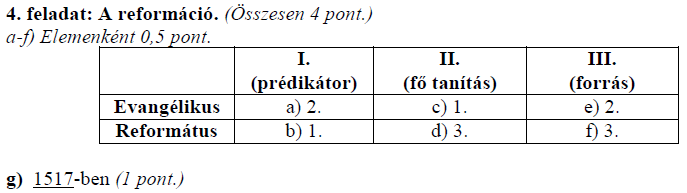 4. feladat: A reformáció. (Összesen 4 pont.)
a-f) Elemenként 0,5 pont.
I. II. III.
(prédikátor) (fő tanítás) (forrás)
Evangélikus a) 2. c) 1. e) 2.
Református b) 1. d) 3. f) 3.
g) 1517-ben (1 pont.)